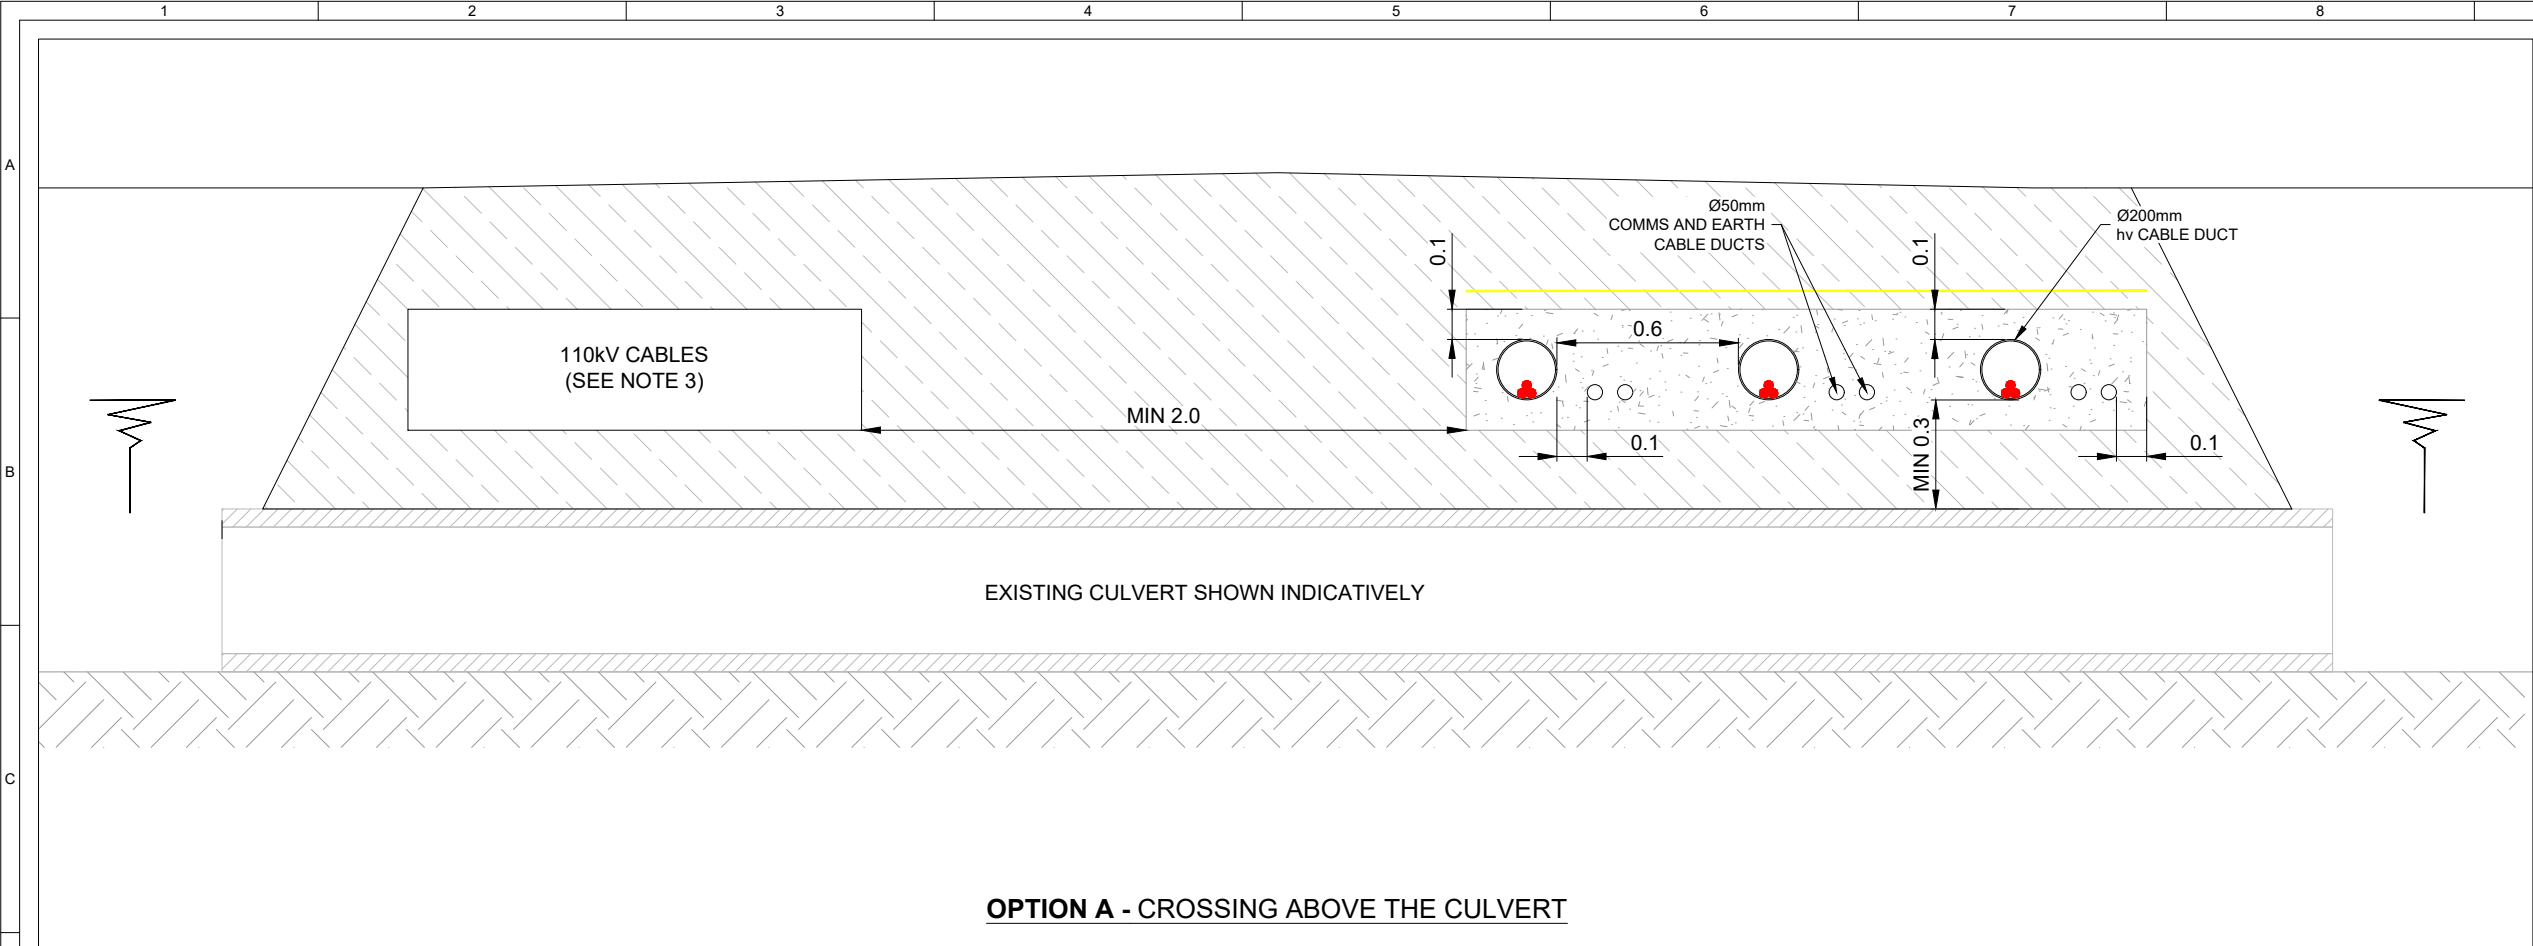 1 2 3 4 5 6 7 8
A
Ø50mm
COMMS AND EARTH
CABLE DUCTS
Ø200mm
hv CABLE DUCT
0.1
0.1
0.6
110kV CABLES
(SEE NOTE 3)
MIN 2.0
0.1
MIN 0.3
0.1
B
EXISTING CULVERT SHOWN INDICATIVELY
C
OPTION A - CROSSING ABOVE THE CULVERT